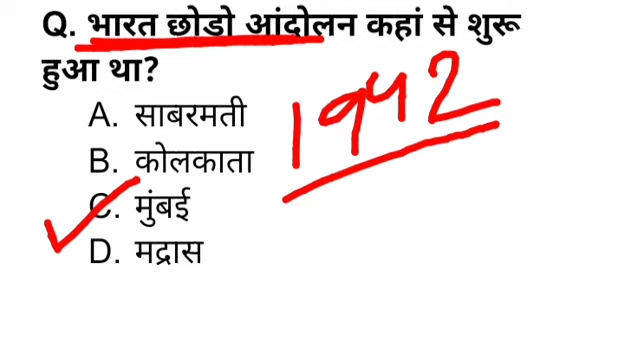 Q. भारत छोडो आंदोलन कहां से शुरू
हुआ था?
1942
A. साबरमती
B. कोलकाता
C. मुंबई
D. मद्रास